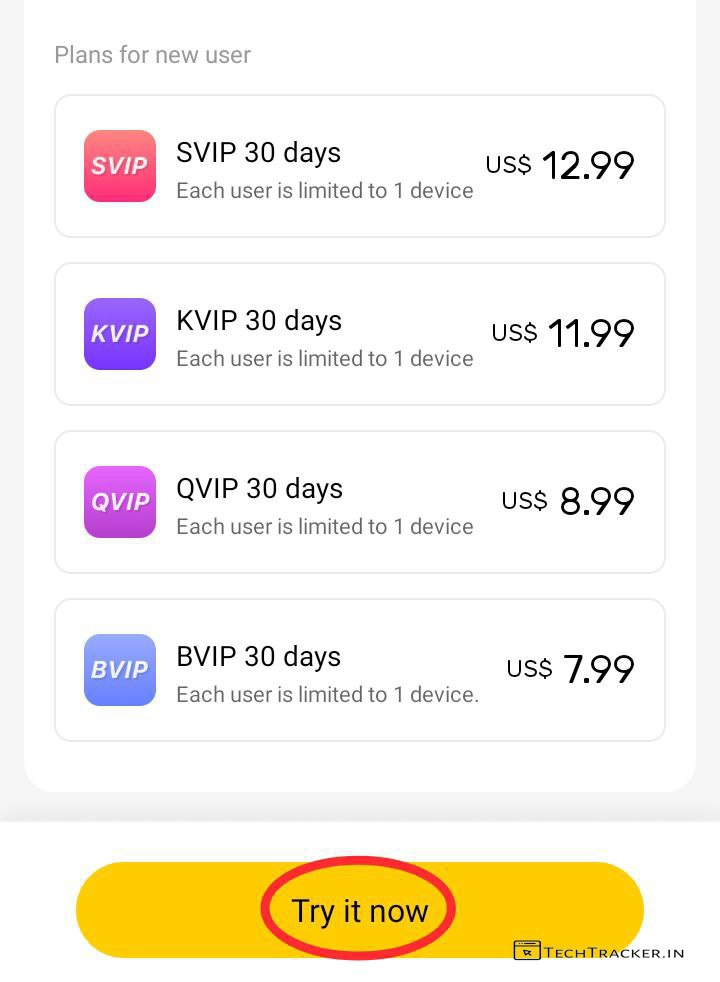 Plans for new user
SVIP
SVIP 30 days
Each user is limited to 1 device
US$ 12.99
KVIP
KVIP 30 days
Each user is limited to 1 device
US$ 11.99
QVIP
QVIP 30 days
Each user is limited to 1 device
US$ 8.99
BVIP
BVIP 30 days
Each user is limited to 1 device.
US$ 7.99
Try it now
TECHTRACKER.IN